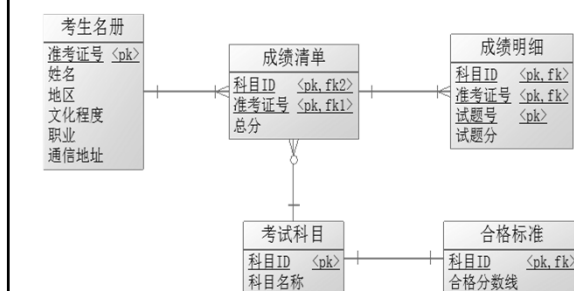 考生名册
准考证号 <pk>
姓名
地区
文化程度
职业
通信地址
成绩清单
科目ID <pk,fk2>
准考证号 <pk,fk1>
总分
成绩明细
科目ID <pk,fk>
准考证号 <pk,fk>
试题号 <pk>
试题分
考试科目
科目ID <pk>
科目名称
合格标准
科目ID <pk,fk>
合格分数线